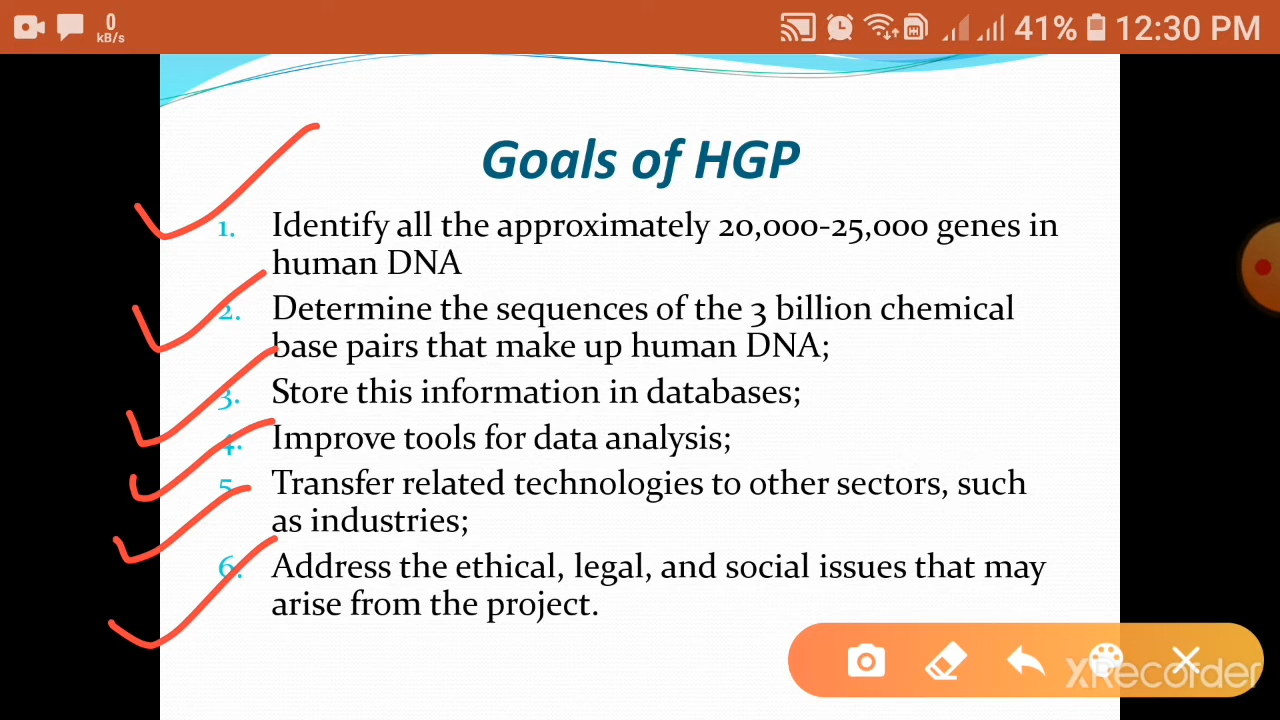 0
kB/s
41% 12:30 PM
Goals of HGP
1. Identify all the approximately 20,000-25,000 genes in
human DNA
2. Determine the sequences of the 3 billion chemical
base pairs that make up human DNA;
3. Store this information in databases;
4. Improve tools for data analysis;
5. Transfer related technologies to other sectors, such
as industries;
6. Address the ethical, legal, and social issues that may
arise from the project.
XRecorder